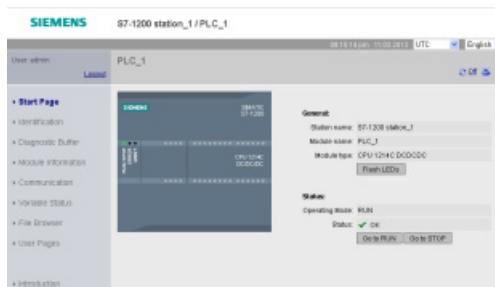 SIEMENS
S7-1200 station_1 / PLC_1
UTC
English
User: admin
Logout
PLC_1
Off
Start Page
Identification
Diagnostic Buffer
Module Information
Communication
Variable Status
File Browser
User Pages
Introduction
SIEMENS
SIMATIC
S7-1200
CPU 1214C
DC/DC/DC
General:
Station name: S7-1200 station_1
Module name: PLC_1
Module type: CPU 1214C DC/DC/DC
Flash LEDs
Status:
Operating Mode: RUN
Status: OK
Go to RUN
Go to STOP